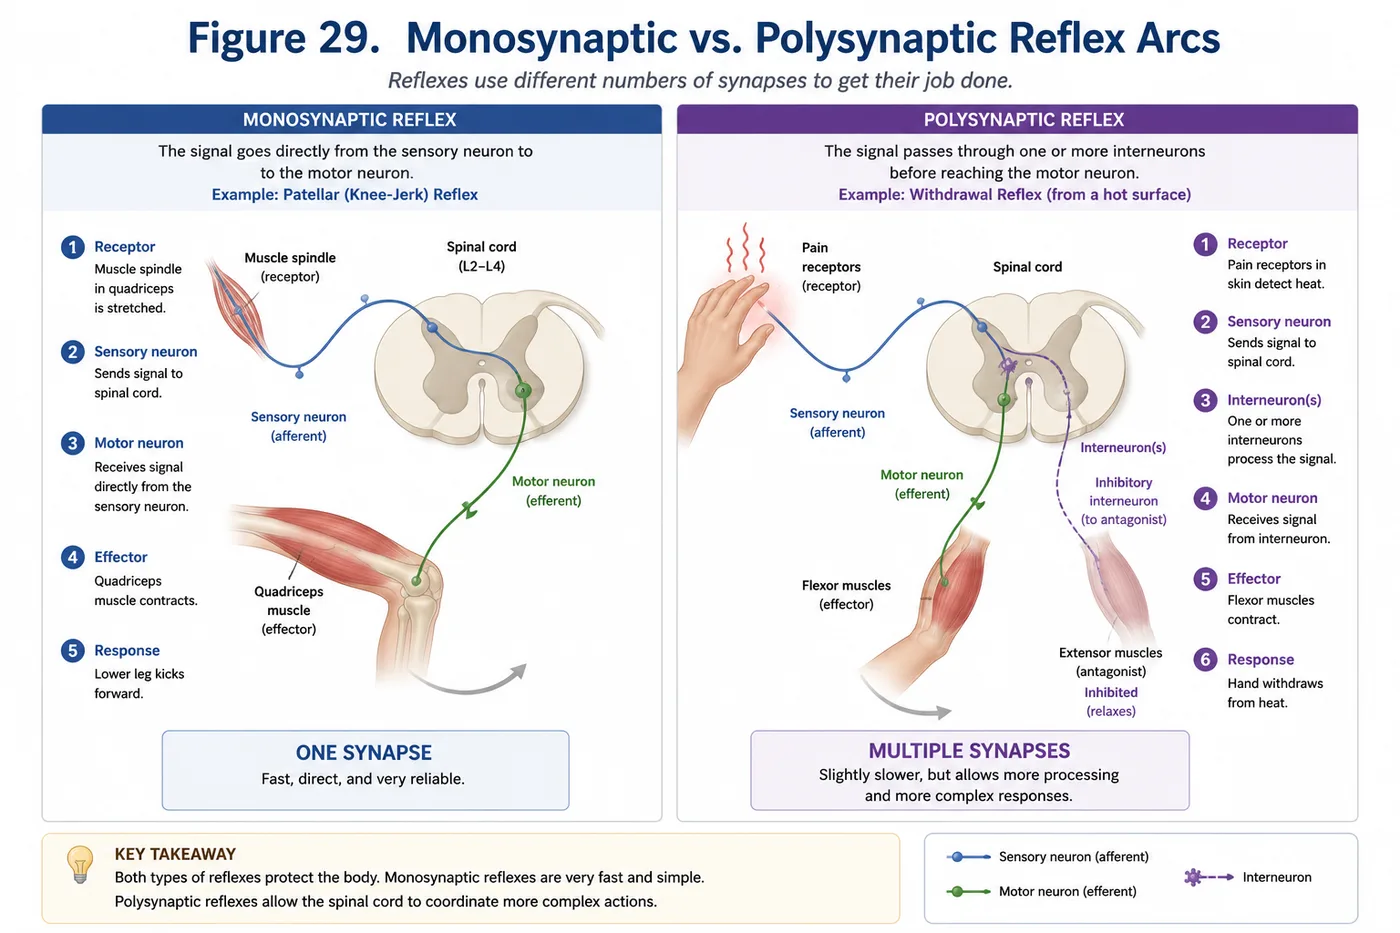 Figure 29. Monosynaptic vs. Polysynaptic Reflex Arcs
Reflexes use different numbers of synapses to get their job done.
MONOSYNAPTIC REFLEX
The signal goes directly from the sensory neuron to
to the motor neuron.
Example: Patellar (Knee-Jerk) Reflex
1 Receptor
Muscle spindle
in quadriceps
is stretched.
2 Sensory neuron
Sends signal to
spinal cord.
3 Motor neuron
Receives signal
directly from the
sensory neuron.
4 Effector
Quadriceps
muscle contracts.
5 Response
Lower leg kicks
forward.
Muscle spindle
(receptor)
Spinal cord
(L2–L4)
Sensory neuron
(afferent)
Motor neuron
(efferent)
Quadriceps
muscle
(effector)
ONE SYNAPSE
Fast, direct, and very reliable.
POLYSYNAPTIC REFLEX
The signal passes through one or more interneurons
before reaching the motor neuron.
Example: Withdrawal Reflex (from a hot surface)
Pain
receptors
(receptor)
Spinal cord
Sensory neuron
(afferent)
Interneuron(s)
Motor neuron
(efferent)
Inhibitory
interneuron
(to antagonist)
Flexor muscles
(effector)
Extensor muscles
(antagonist)
Inhibited
(relaxes)
1 Receptor
Pain receptors in
skin detect heat.
2 Sensory neuron
Sends signal to
spinal cord.
3 Interneuron(s)
One or more
interneurons
process the signal.
4 Motor neuron
Receives signal
from interneuron.
5 Effector
Flexor muscles
contract.
6 Response
Hand withdraws
from heat.
MULTIPLE SYNAPSES
Slightly slower, but allows more processing
and more complex responses.
KEY TAKEAWAY
Both types of reflexes protect the body. Monosynaptic reflexes are very fast and simple.
Polysynaptic reflexes allow the spinal cord to coordinate more complex actions.
Sensory neuron (afferent)
Motor neuron (efferent)
Interneuron